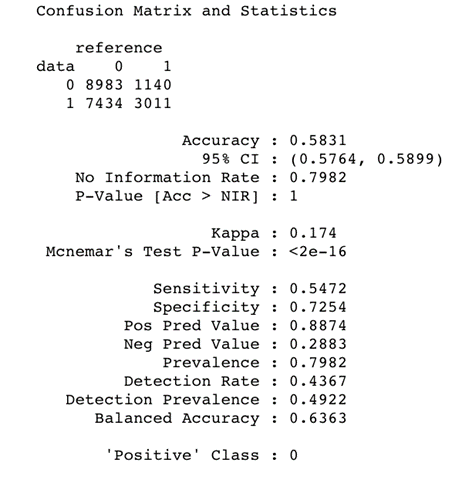 Confusion Matrix and Statistics
reference
data 0 1
0 8983 1140
1 7434 3011
Accuracy : 0.5831
95% CI : (0.5764, 0.5899)
No Information Rate : 0.7982
P-Value [Acc > NIR] : 1
Kappa : 0.174
Mcnemar's Test P-Value : <2e-16
Sensitivity : 0.5472
Specificity : 0.7254
Pos Pred Value : 0.8874
Neg Pred Value : 0.2883
Prevalence : 0.7982
Detection Rate : 0.4367
Detection Prevalence : 0.4922
Balanced Accuracy : 0.6363
'Positive' Class : 0